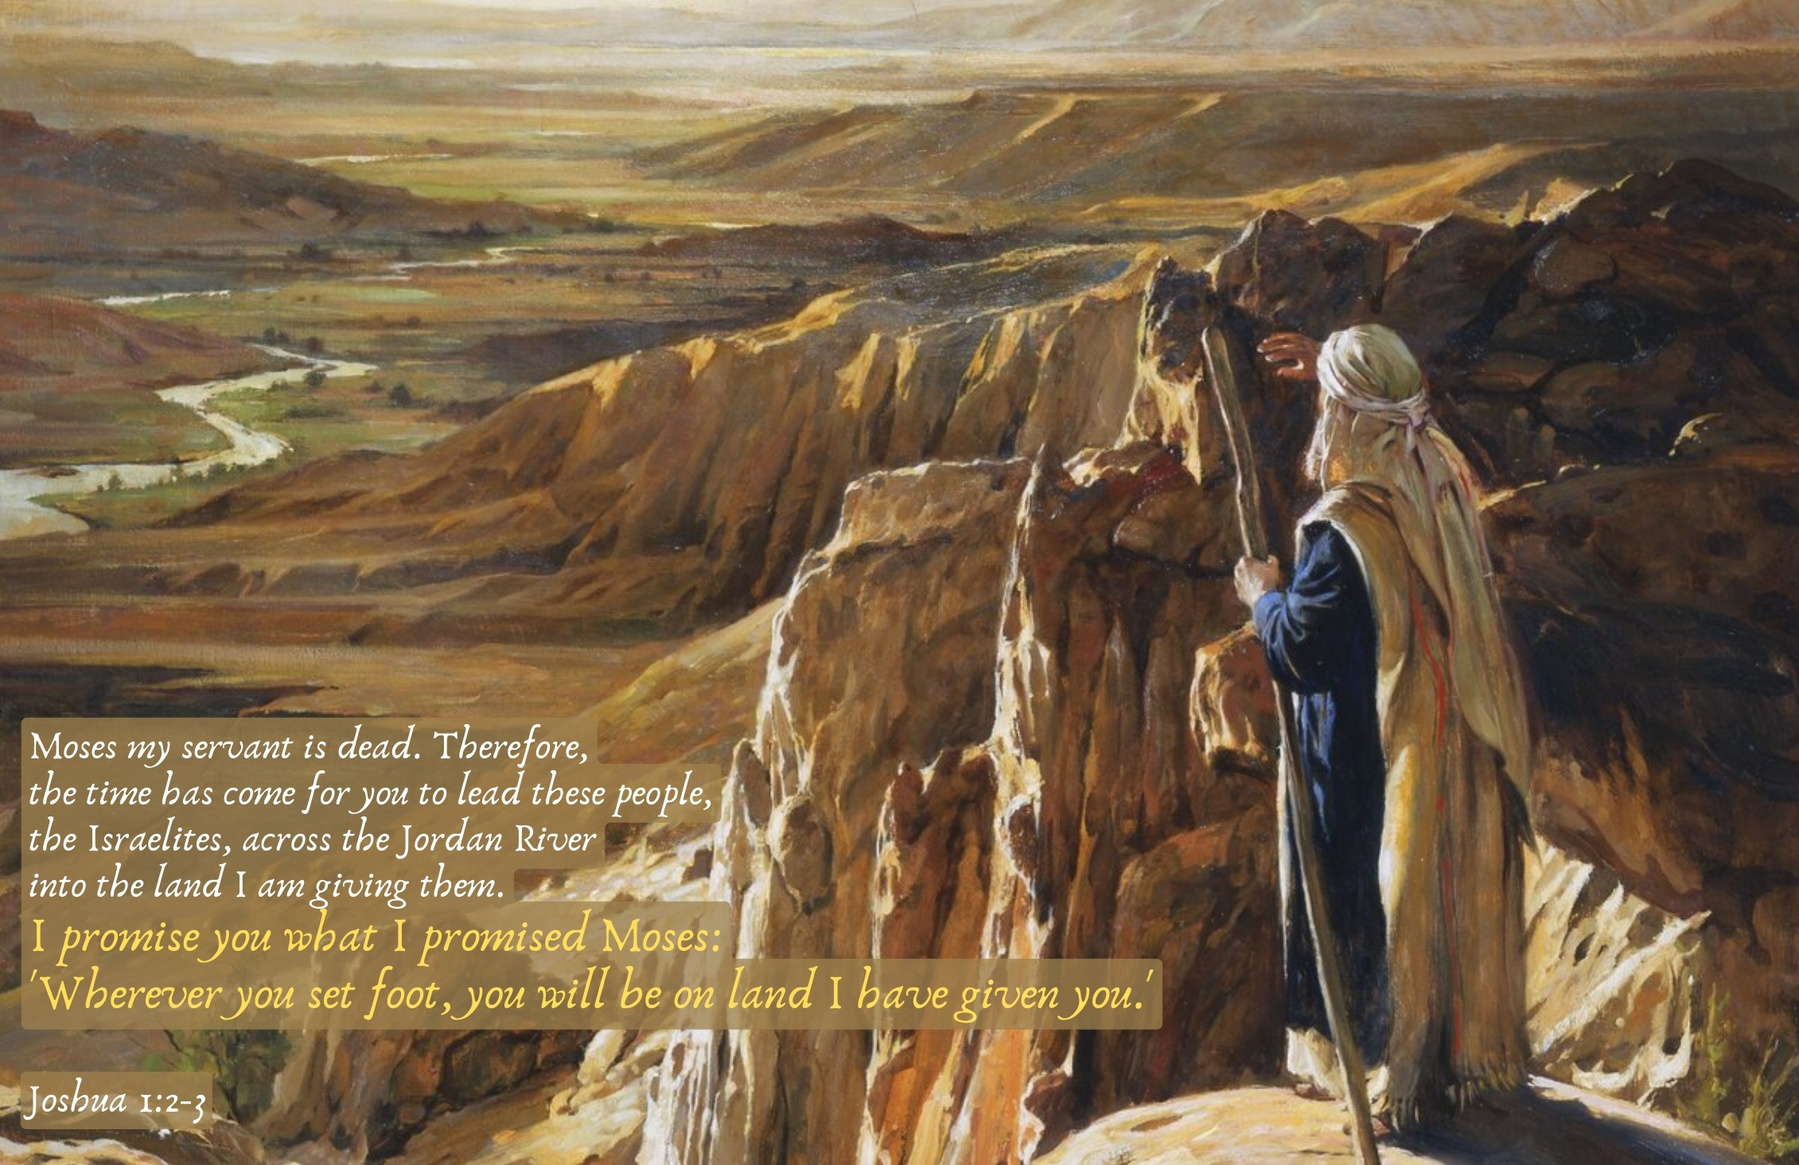 Moses my servant is dead. Therefore,
the time has come for you to lead these people,
the Israelites, across the Jordan River
into the land I am giving them.
I promise you what I promised Moses:
'Wherever you set foot, you will be on land I have given you.'
Joshua 1:2-3